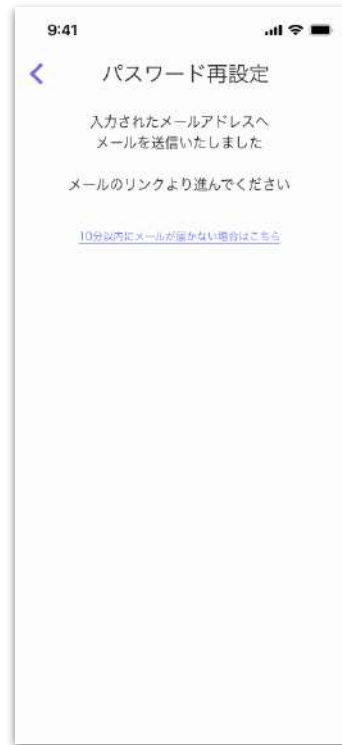 9:41
パスワード再設定
入力されたメールアドレスへ
メールを送信いたしました
メールのリンクより進んでください
10分以内にメールが届かない場合はこちら